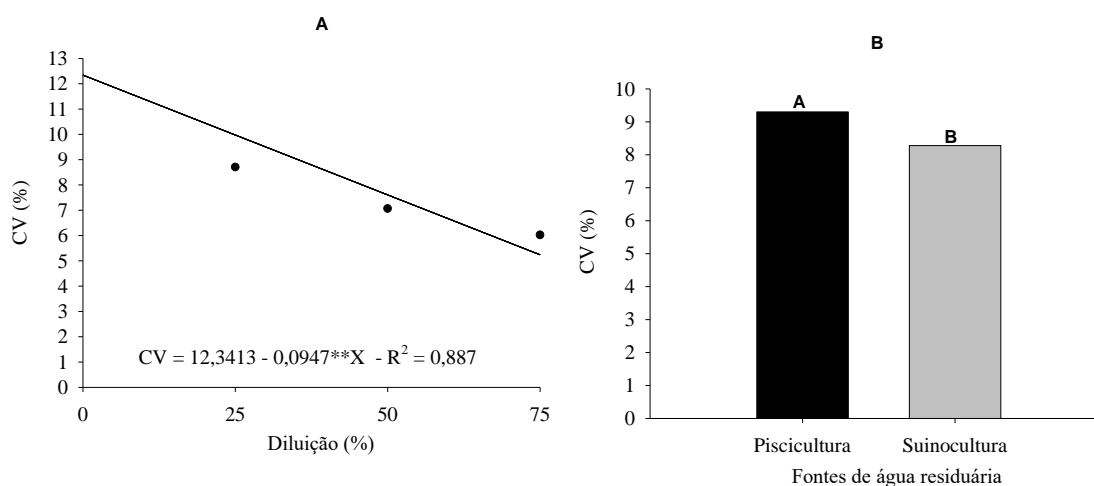 A
13
12
11
10
9
8
7
6
5
4
3
2
1
0
CV (%)
CV = 12,3413 - 0,0947**X - R² = 0,887
0 25 50 75
Diluição (%)
B
10
9
8
7
6
5
4
3
2
1
0
CV (%)
A
B
Piscicultura Suinocultura
Fontes de água residuária